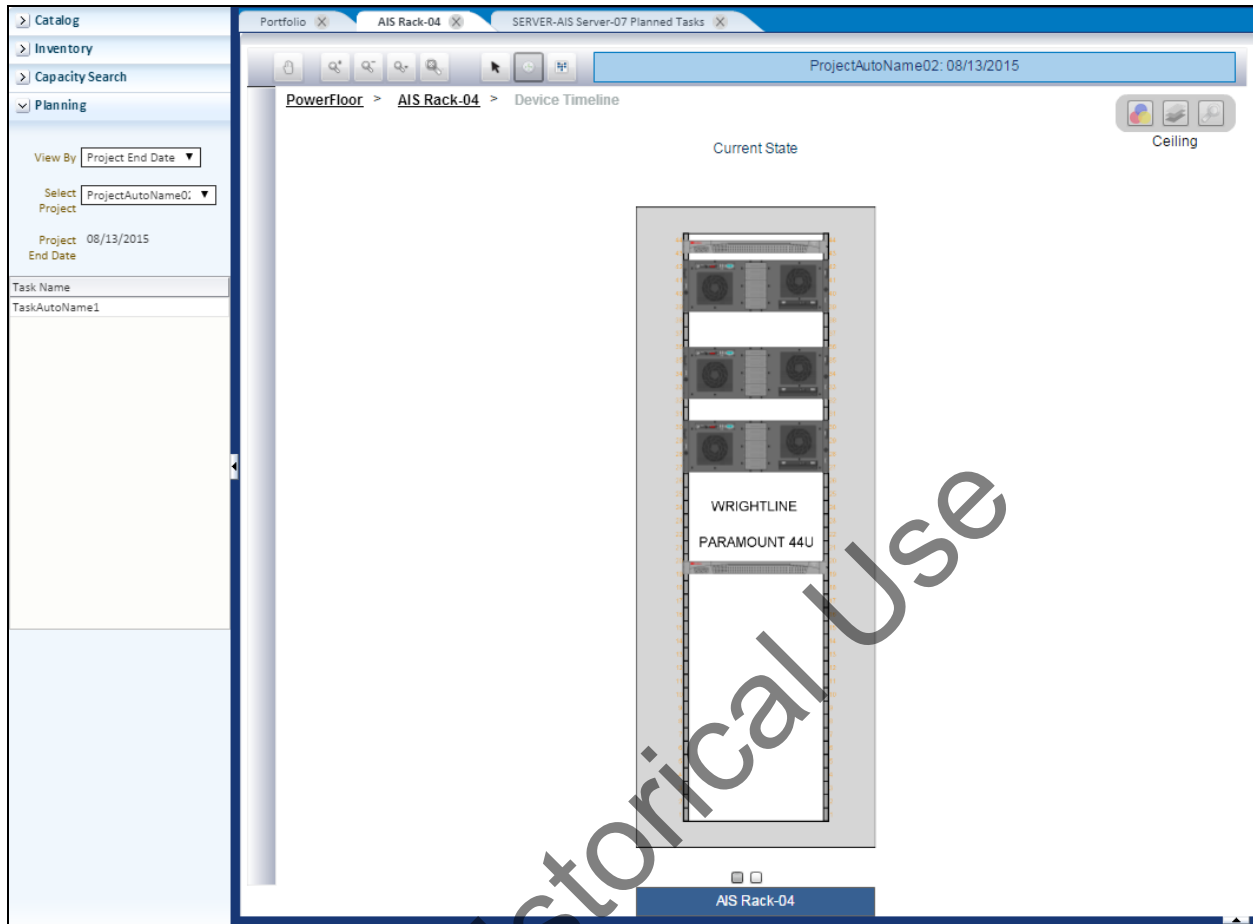 Catalog
Inventory
Capacity Search
Planning
View By Project End Date
Select Project ProjectAutoName0
Project End Date 08/13/2015
Task Name
TaskAutoName1
Portfolio
AIS Rack-04
SERVER-AIS Server-07 Planned Tasks
ProjectAutoName02: 08/13/2015
PowerFloor > AIS Rack-04 > Device Timeline
Ceiling
Current State
WRIGHTLINE
PARAMOUNT 44U
AIS Rack-04
istorical Use